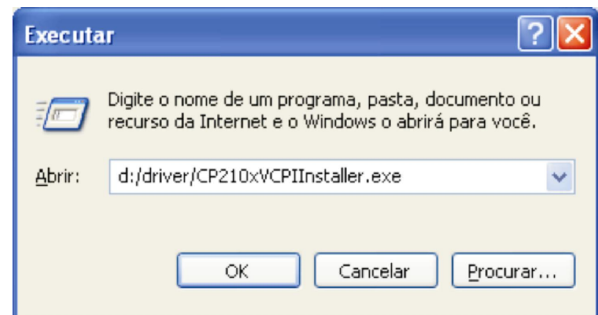 Executar
Digite o nome de um programa, pasta, documento ou
recurso da Internet e o Windows o abrirá para você.
Abrir: d:/driver/CP210xVCPIInstaller.exe
OK Cancelar Procurar...